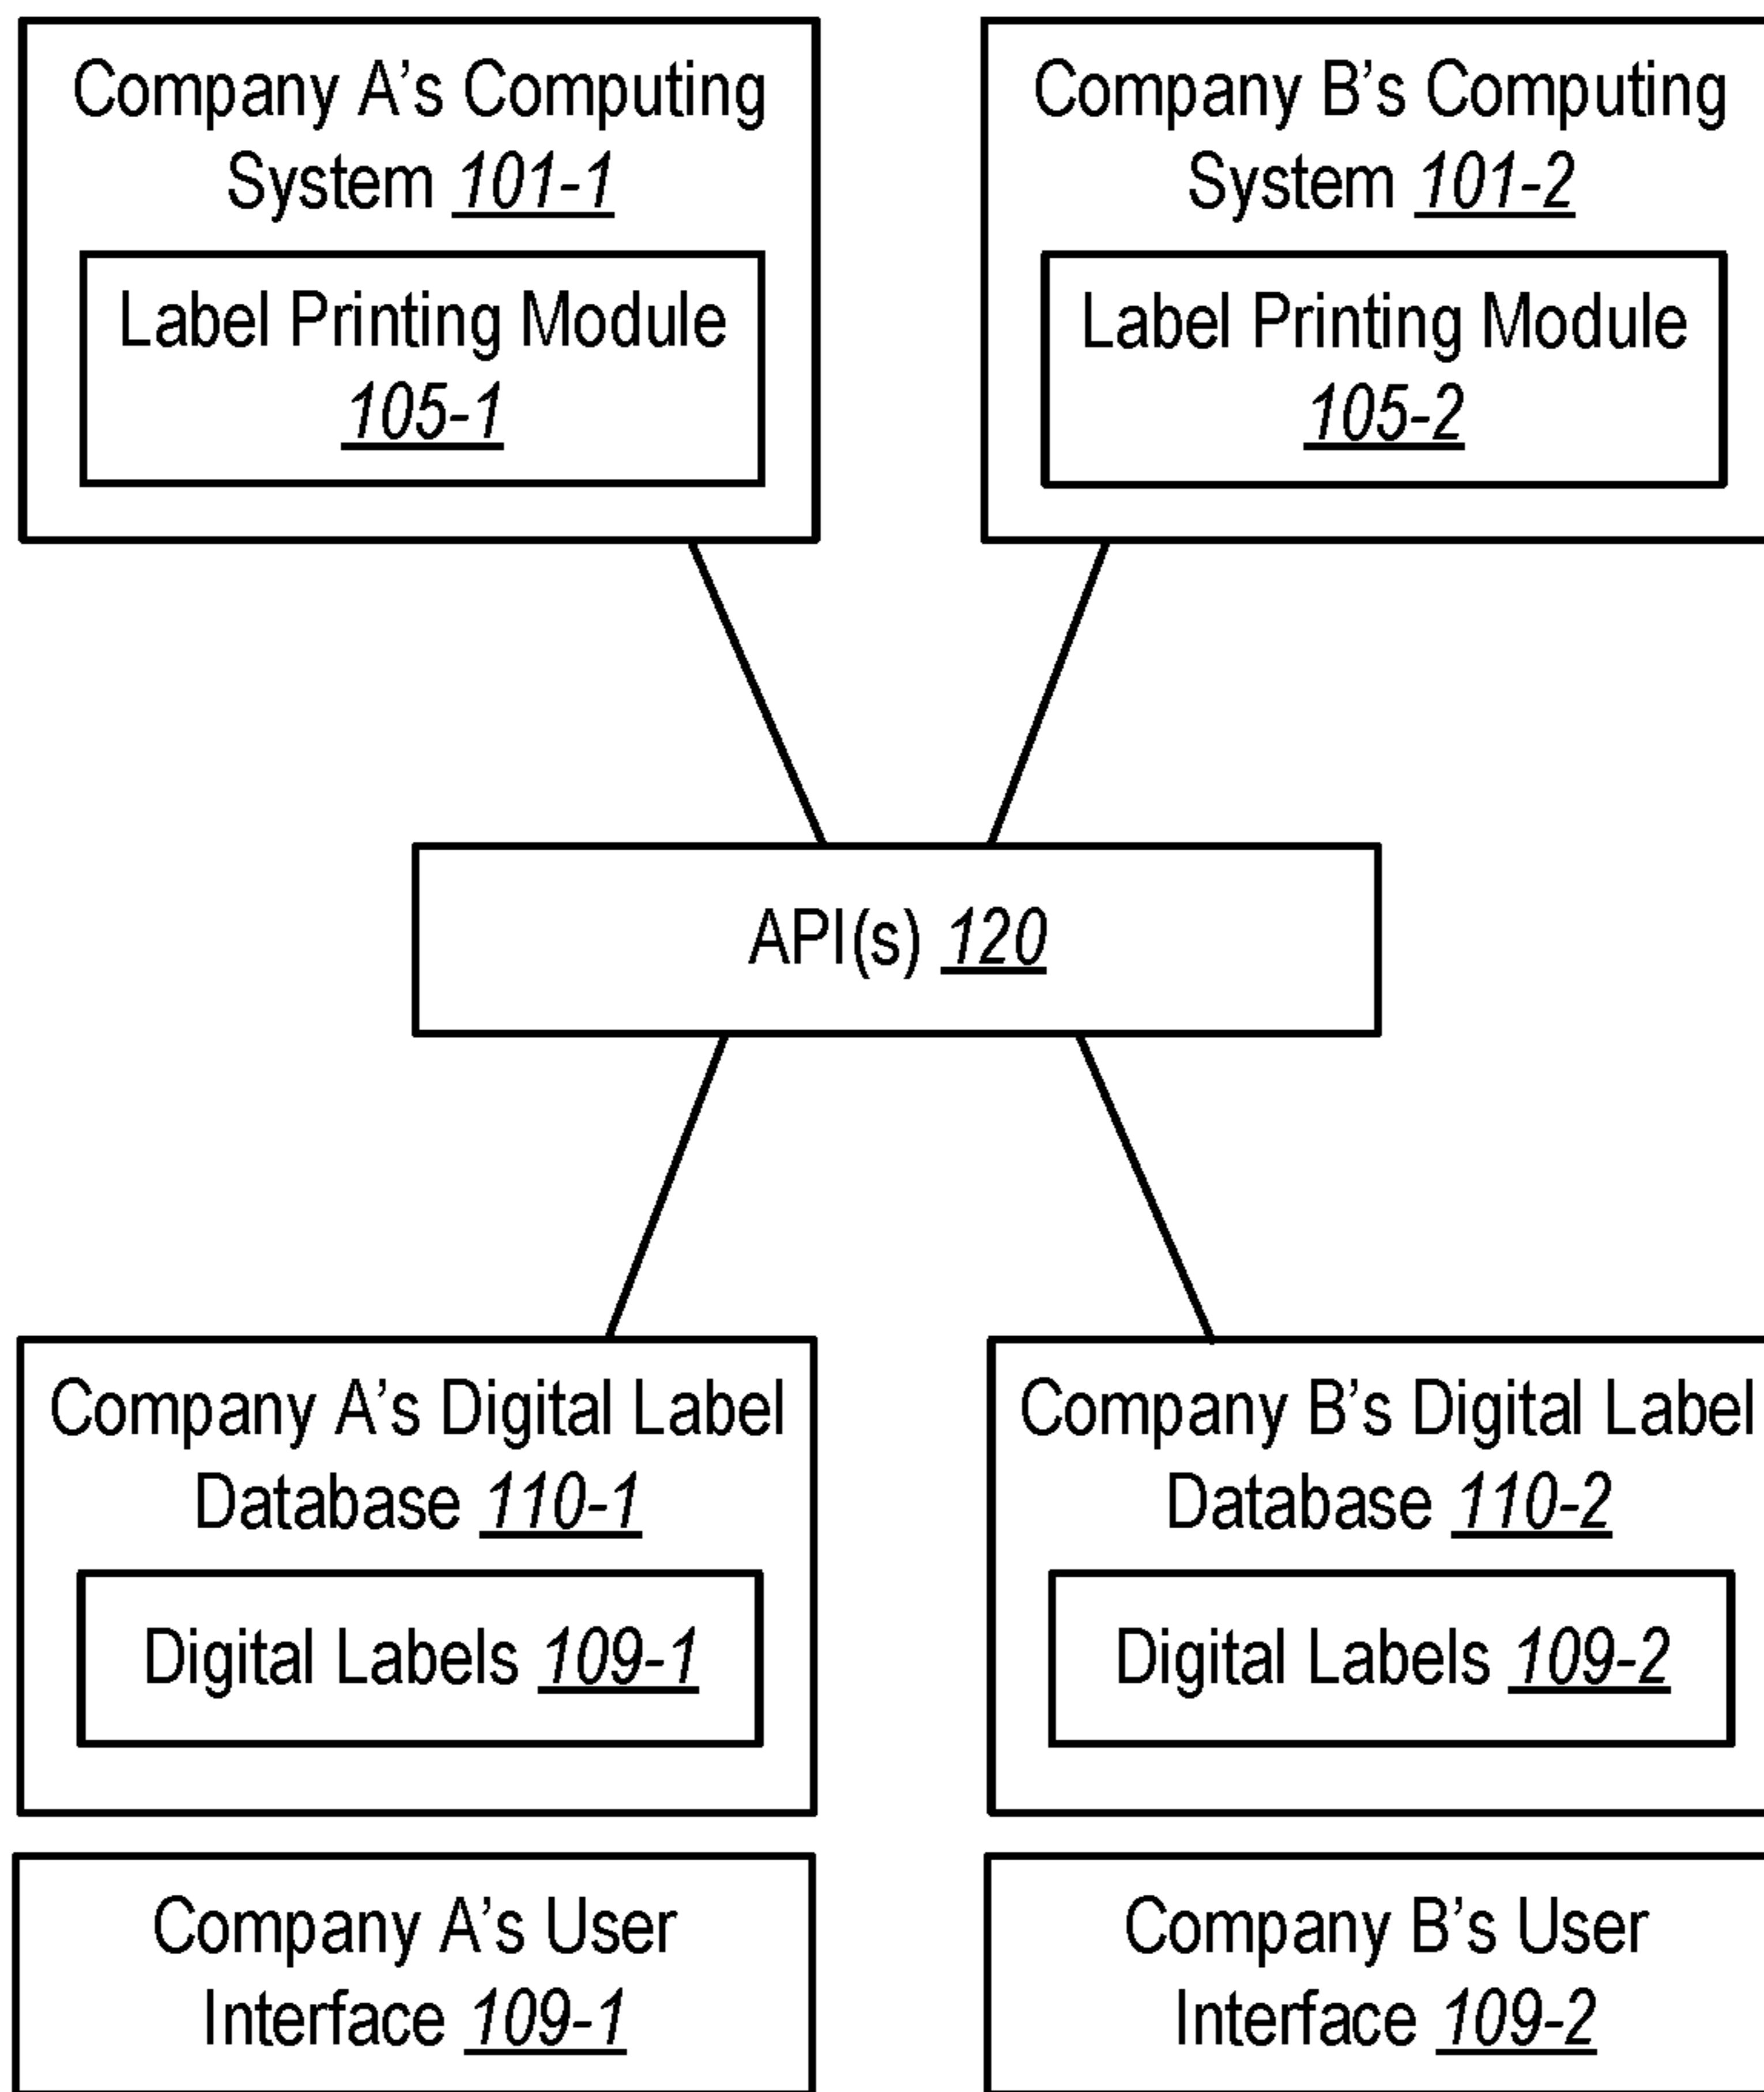 Company A's Computing
System 101-1
Label Printing Module
105-1
Company B's Computing
System 101-2
Label Printing Module
105-2
API(s) 120
Company A's Digital Label
Database 110-1
Digital Labels 109-1
Company B's Digital Label
Database 110-2
Digital Labels 109-2
Company A's User
Interface 109-1
Company B's User
Interface 109-2